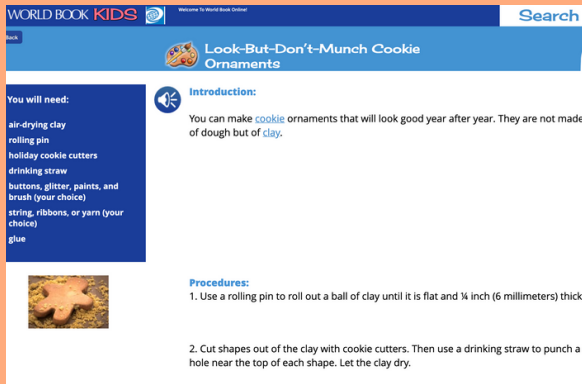 WORLD BOOK KIDS
Welcome To World Book Online!
Search
Back
Look-But-Don't-Munch Cookie
Ornaments
You will need:
air-drying clay
rolling pin
holiday cookie cutters
drinking straw
buttons, glitter, paints, and
brush (your choice)
string, ribbons, or yarn (your
choice)
glue
Introduction:
You can make cookie ornaments that will look good year after year. They are not made
of dough but of clay.
Procedures:
1. Use a rolling pin to roll out a ball of clay until it is flat and ¼ inch (6 millimeters) thick
2. Cut shapes out of the clay with cookie cutters. Then use a drinking straw to punch a
hole near the top of each shape. Let the clay dry.